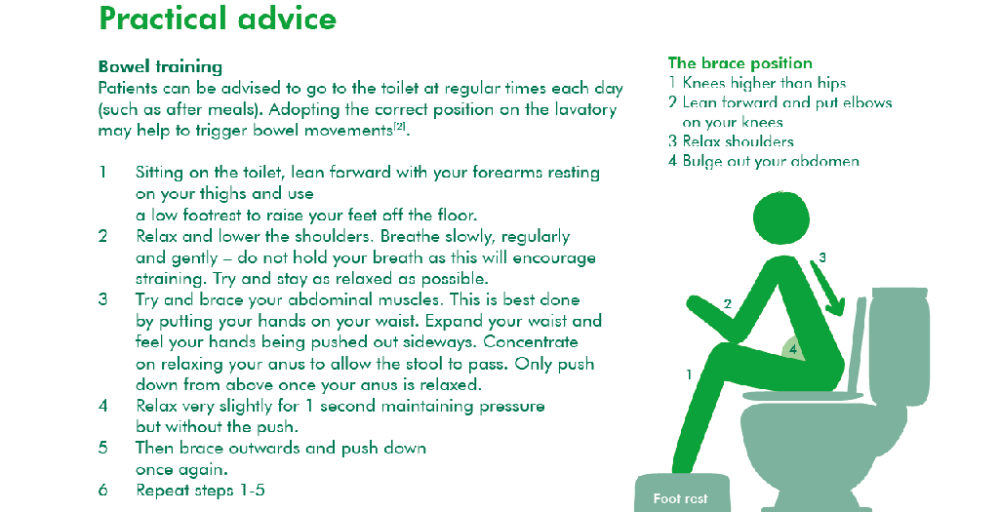 Practical advice
Bowel training
Patients can be advised to go to the toilet at regular times each day
(such as after meals). Adopting the correct position on the lavatory
may help to trigger bowel movements[2].
1 Sitting on the toilet, lean forward with your forearms resting
on your thighs and use
a low footrest to raise your feet off the floor.
2 Relax and lower the shoulders. Breathe slowly, regularly
and gently – do not hold your breath as this will encourage
straining. Try and stay as relaxed as possible.
3 Try and brace your abdominal muscles. This is best done
by putting your hands on your waist. Expand your waist and
feel your hands being pushed out sideways. Concentrate
on relaxing your anus to allow the stool to pass. Only push
down from above once your anus is relaxed.
4 Relax very slightly for 1 second maintaining pressure
but without the push.
5 Then brace outwards and push down
once again.
6 Repeat steps 1-5
The brace position
1 Knees higher than hips
2 Lean forward and put elbows
on your knees
3 Relax shoulders
4 Bulge out your abdomen
3
2
4
1
Foot rest